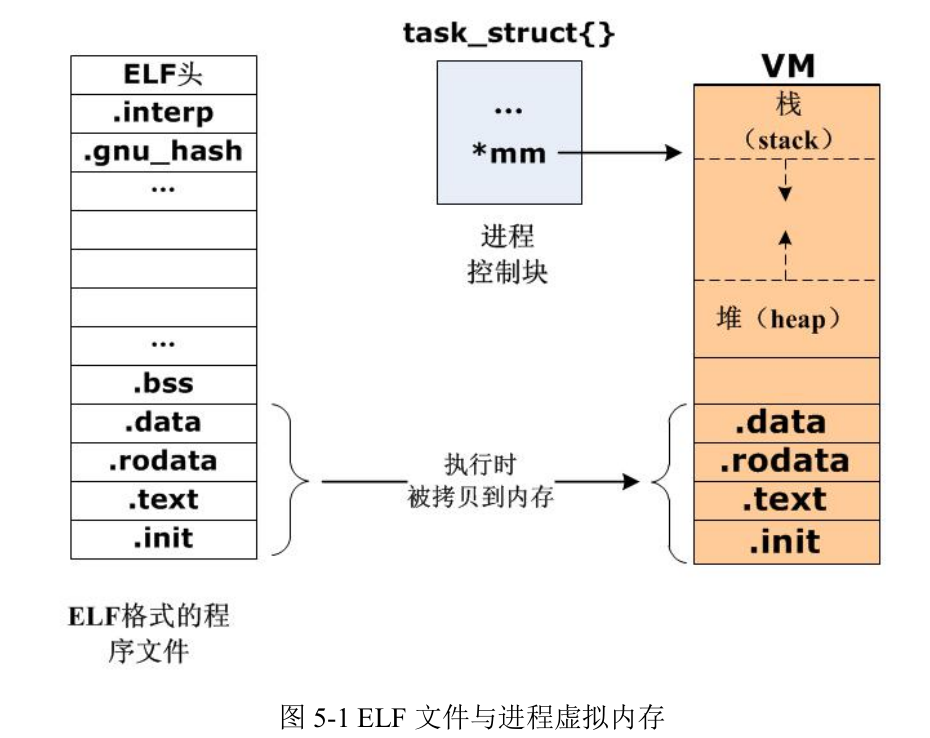 ELF头
.interp
.gnu_hash
...
...
.bss
.data
.rodata
.text
.init
ELF格式的程
序文件
task_struct{}
...
*mm
进程
控制块
执行时
被拷贝到内存
VM
栈
（stack）
堆（heap）
.data
.rodata
.text
.init
图 5-1 ELF 文件与进程虚拟内存